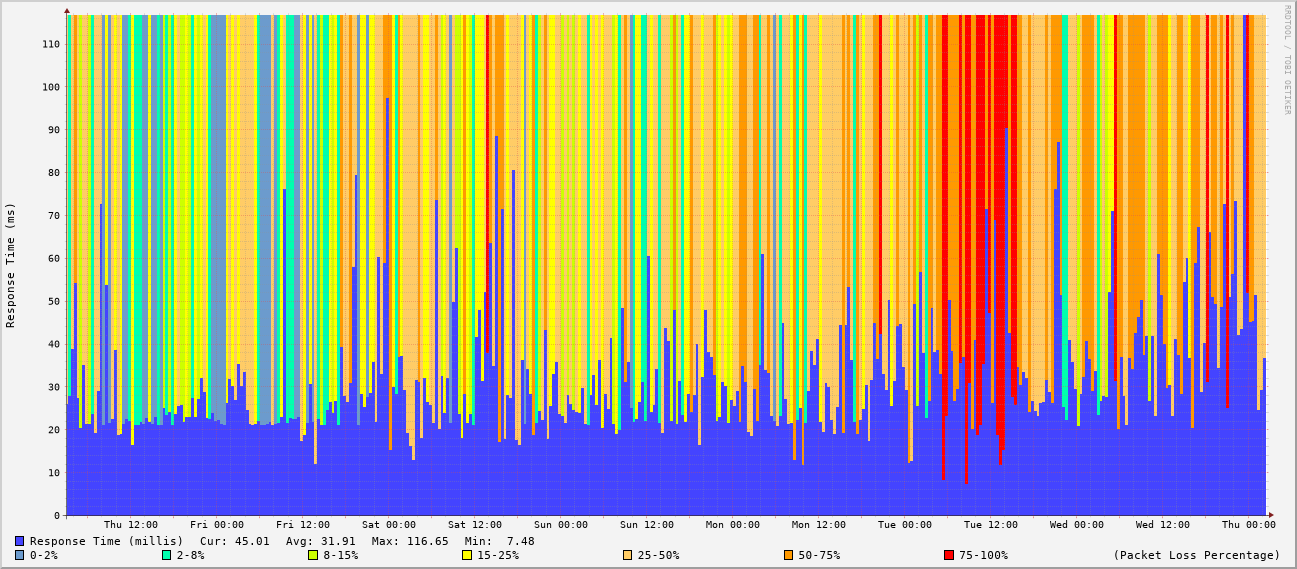 RRDTOOL / TOBI OETIKER
Response Time (ms)
110
100
90
80
70
60
50
40
30
20
10
0
Thu 12:00 Fri 00:00 Fri 12:00 Sat 00:00 Sat 12:00 Sun 00:00 Sun 12:00 Mon 00:00 Mon 12:00 Tue 00:00 Tue 12:00 Wed 00:00 Wed 12:00 Thu 00:00
Response Time (millis) Cur: 45.01 Avg: 31.91 Max: 116.65 Min: 7.48
0-2% 2-8% 8-15% 15-25% 25-50% 50-75% 75-100% (Packet Loss Percentage)